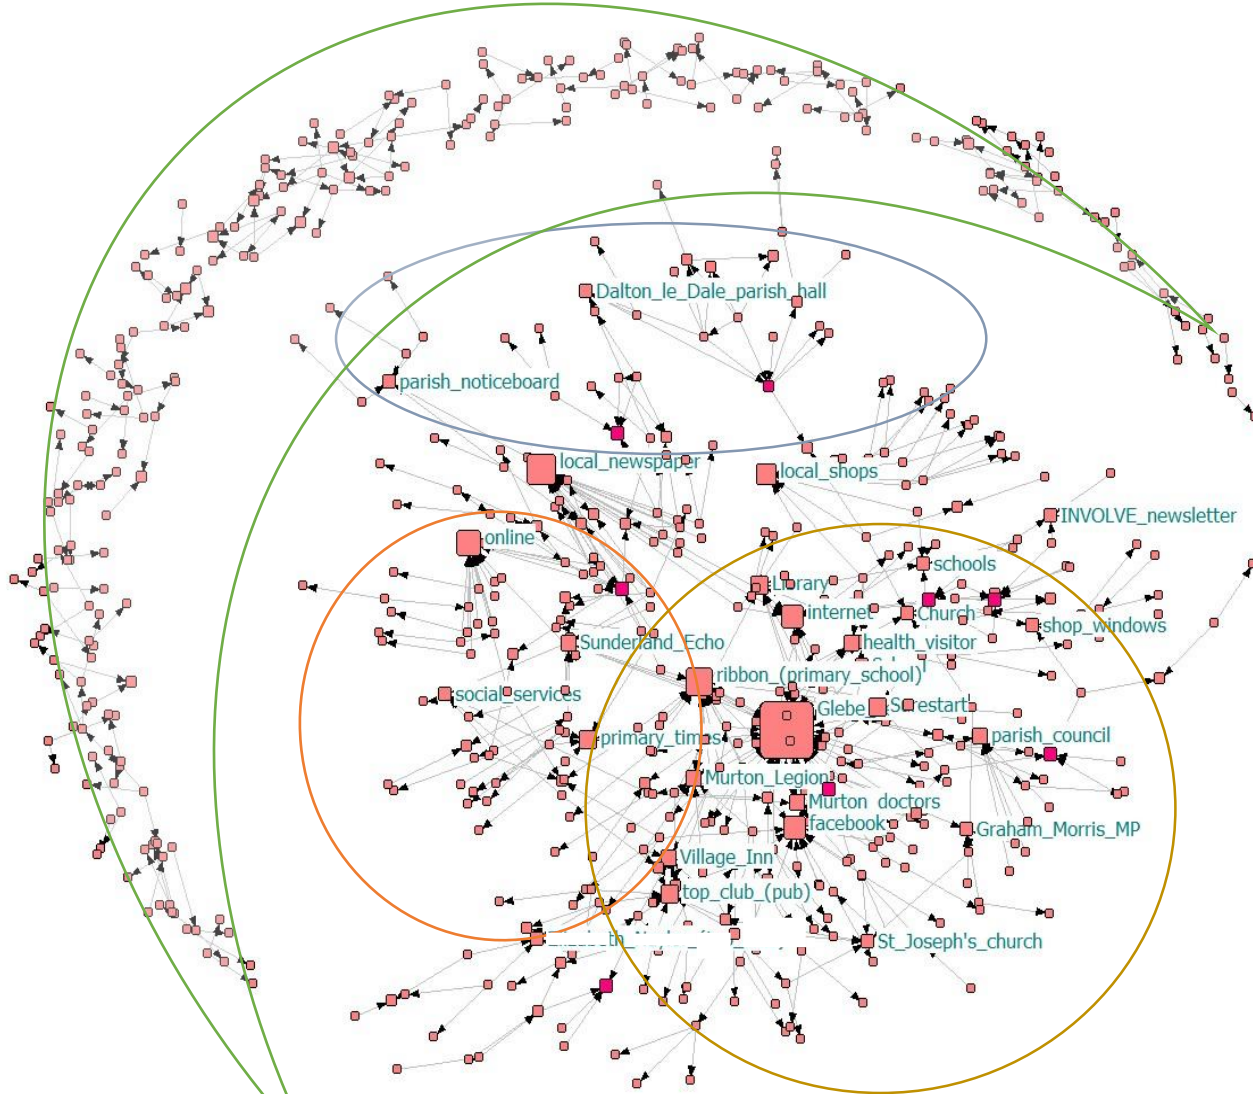 Dalton_le_Dale_parish_hall
parish_noticeboard
local_newspaper
local_shops
INVOLVE_newsletter
online
schools
Library
internet
Church
shop_windows
Sunderland_Echo
health_visitor
ribbon_(primary_school)
social_services
Glebe
Surestart
primary_times
parish_council
Murton_Legion
Murton_doctors
facebook
Graham_Morris_MP
Village_Inn
top_club_(pub)
St_Joseph's_church